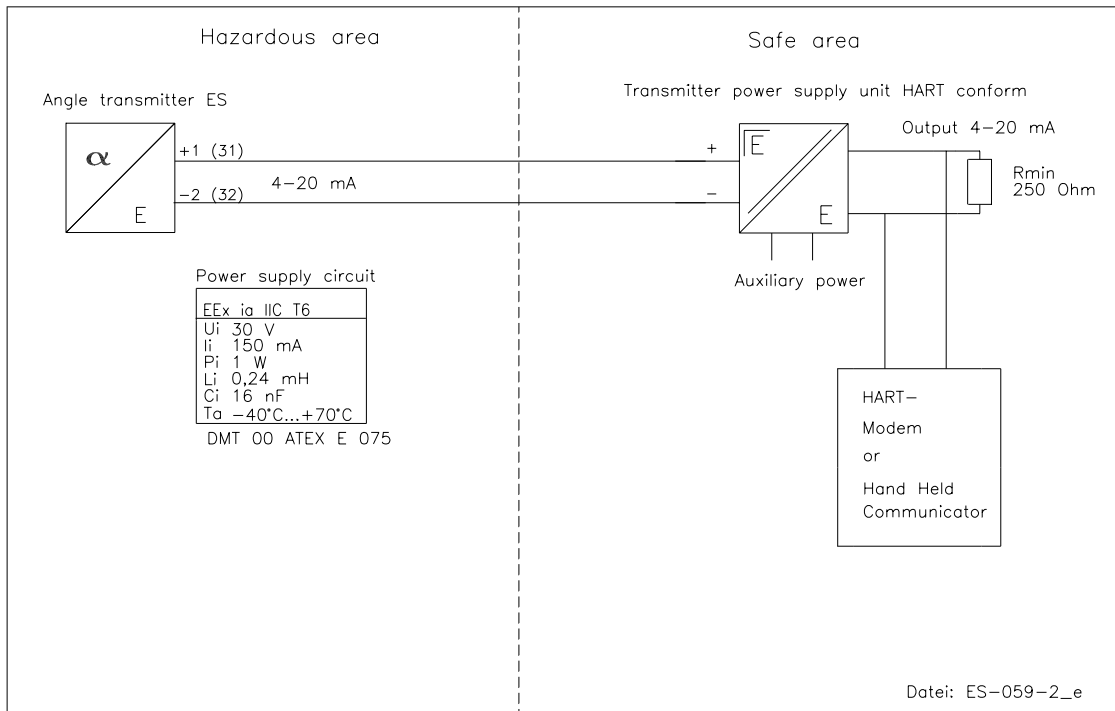 Hazardous area
Safe area
Angle transmitter ES
Transmitter power supply unit HART conform
α
E
+1 (31)
4-20 mA
-2 (32)
+
-
E
E
Output 4-20 mA
Rmin
250 Ohm
Auxiliary power
Power supply circuit
EEx ia IIC T6
Ui 30 V
Ii 150 mA
Pi 1 W
Li 0,24 mH
Ci 16 nF
Ta -40°C...+70°C
DMT 00 ATEX E 075
HART-
Modem
or
Hand Held
Communicator
Datei: ES-059-2_e